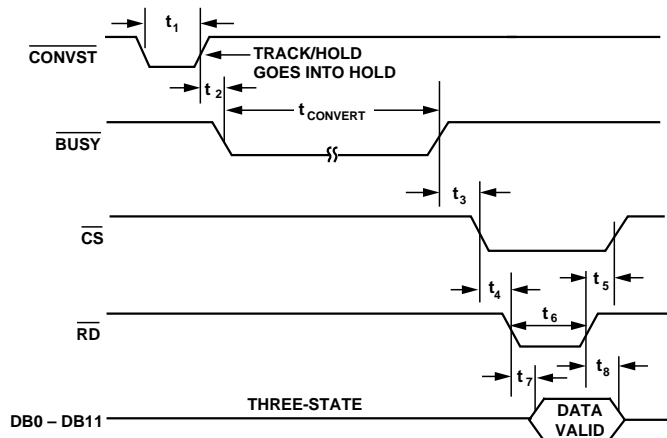 t1
CONVST
TRACK/HOLD
GOES INTO HOLD
t2
tCONVERT
BUSY
t3
CS
t4
t5
t6
RD
t7
t8
THREE-STATE
DB0 – DB11
DATA
VALID